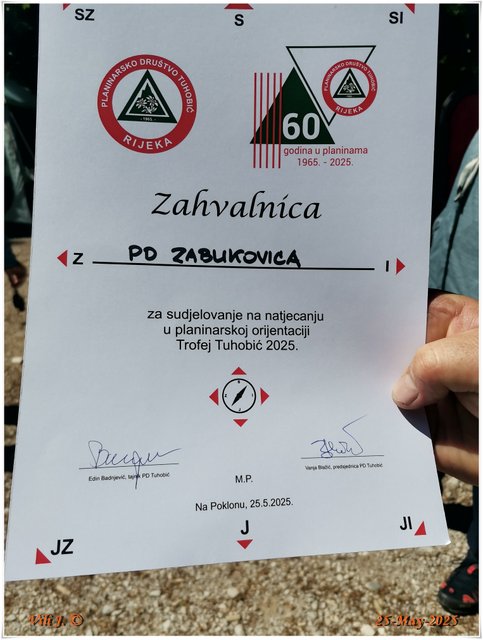 SZ
S
SI
PLANINARSKO DRUŠTVO TUHOBIĆ
- 1965. -
RIJEKA
PLANINARSKO DRUŠTVO TUHOBIĆ
RIJEKA
60
godina u planinama
1965. - 2025.
Zahvalnica
Z PD ZABUKOVICA I
za sudjelovanje na natjecanju
u planinarskoj orijentaciji
Trofej Tuhobić 2025.
Edin Badnjević, tajnik PD Tuhobić
Vanja Blažić, predsjednica PD Tuhobić
M.P.
Na Poklonu, 25.5.2025.
JZ
J
JI
Vili J. ©
25-May-2025